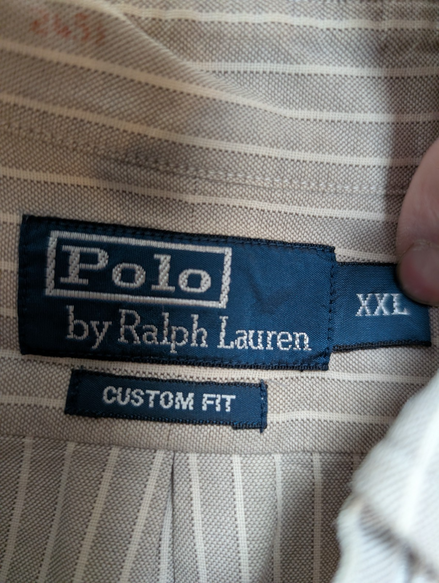 Polo
by Ralph Lauren
XXL
CUSTOM FIT